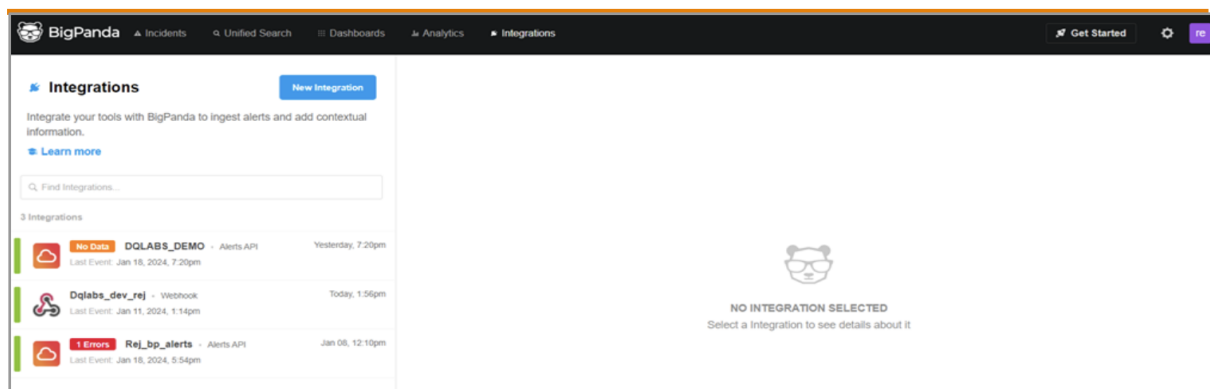 BigPanda Incidents Unified Search Dashboards Analytics Integrations Get Started re
Integrations New Integration
Integrate your tools with BigPanda to ingest alerts and add contextual
information.
Learn more
Find Integrations...
3 Integrations
No Data DQLABS_DEMO - Alerts API Yesterday, 7:20pm
Last Event: Jan 18, 2024, 7:20pm
Dqlabs_dev_rej - Webhook Today, 1:56pm
Last Event: Jan 11, 2024, 1:14pm
1 Errors Rej_bp_alerts - Alerts API Jan 08, 12:10pm
Last Event: Jan 18, 2024, 5:54pm
NO INTEGRATION SELECTED
Select a Integration to see details about it